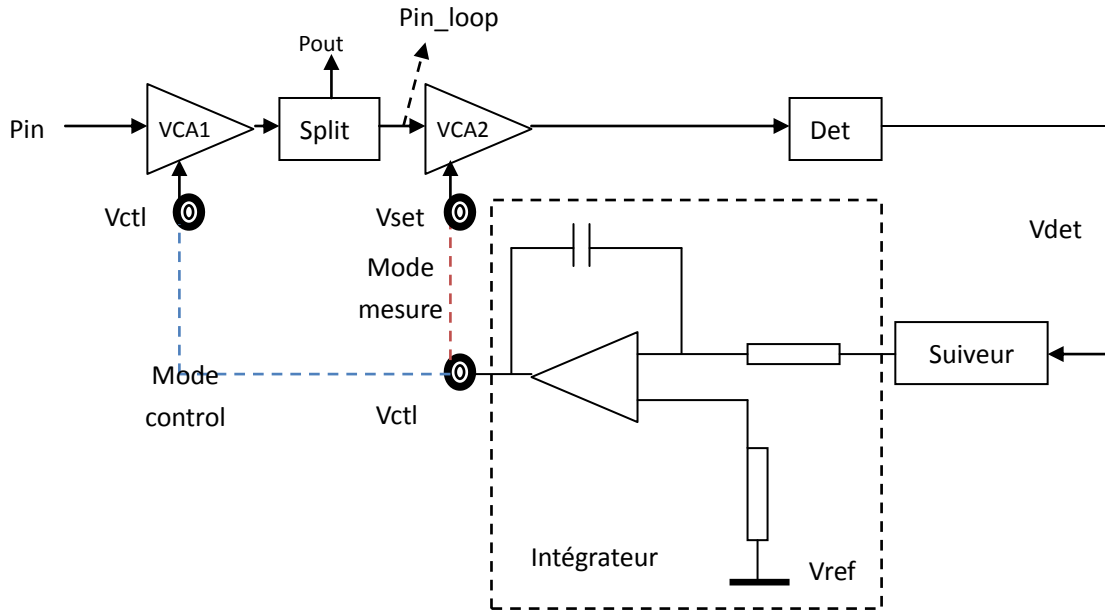 Pin_loop
Pout
Pin
VCA1
Split
VCA2
Det
Vctl
Vset
Vdet
Mode
mesure
Suiveur
Mode
control
Vctl
Intégrateur
Vref